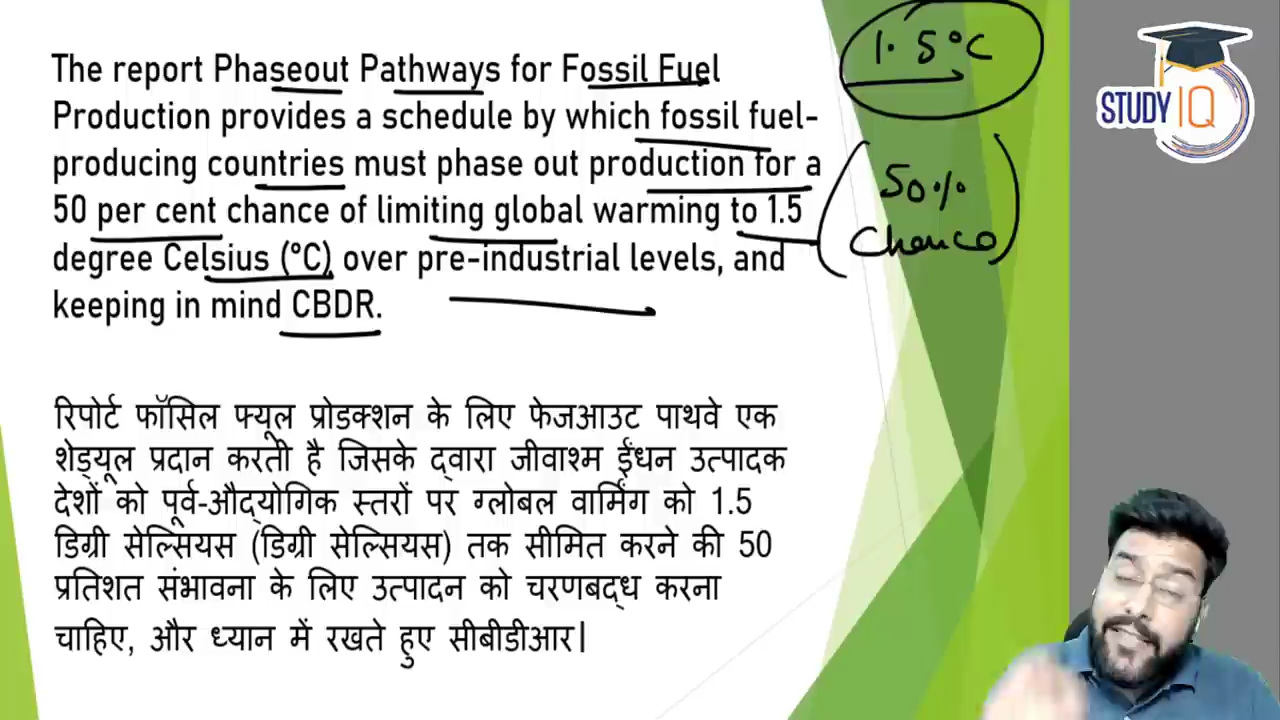 The report Phaseout Pathways for Fossil Fuel
Production provides a schedule by which fossil fuel-
producing countries must phase out production for a
50 per cent chance of limiting global warming to 1.5
degree Celsius (°C) over pre-industrial levels, and
keeping in mind CBDR.
1.5°C
50%
Chance
STUDY IQ
रिपोर्ट फॉसिल फ्यूल प्रोडक्शन के लिए फेजआउट पाथवे एक
शेड्यूल प्रदान करती है जिसके द्वारा जीवाश्म ईंधन उत्पादक
देशों को पूर्व-औद्योगिक स्तरों पर ग्लोबल वार्मिंग को 1.5
डिग्री सेल्सियस (डिग्री सेल्सियस) तक सीमित करने की 50
प्रतिशत संभावना के लिए उत्पादन को चरणबद्ध करना
चाहिए, और ध्यान में रखते हुए सीबीडीआर|